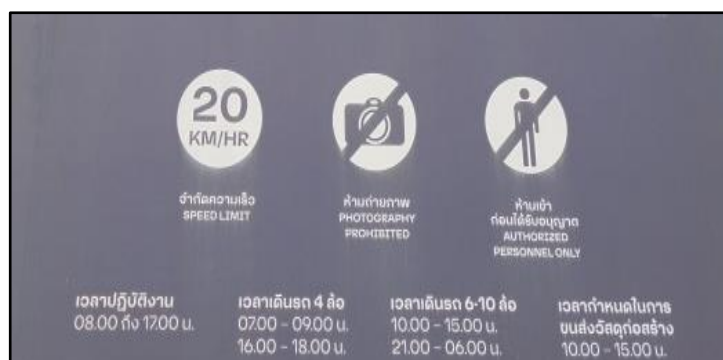 20
KM/HR
จำกัดความเร็ว
SPEED LIMIT
ห้ามถ่ายภาพ
PHOTOGRAPHY
PROHIBITED
ห้ามเข้า
ก่อนได้รับอนุญาต
AUTHORIZED
PERSONNEL ONLY
เวลาปฏิบัติงาน
08.00 ถึง 17.00 น.
เวลาเดินรถ 4 ล้อ
07.00 - 09.00 น.
16.00 - 18.00 น.
เวลาเดินรถ 6-10 ล้อ
10.00 - 15.00 น.
21.00 - 06.00 น.
เวลากำหนดในการ
ขนส่งวัสดุก่อสร้าง
10.00 - 15.00 น.